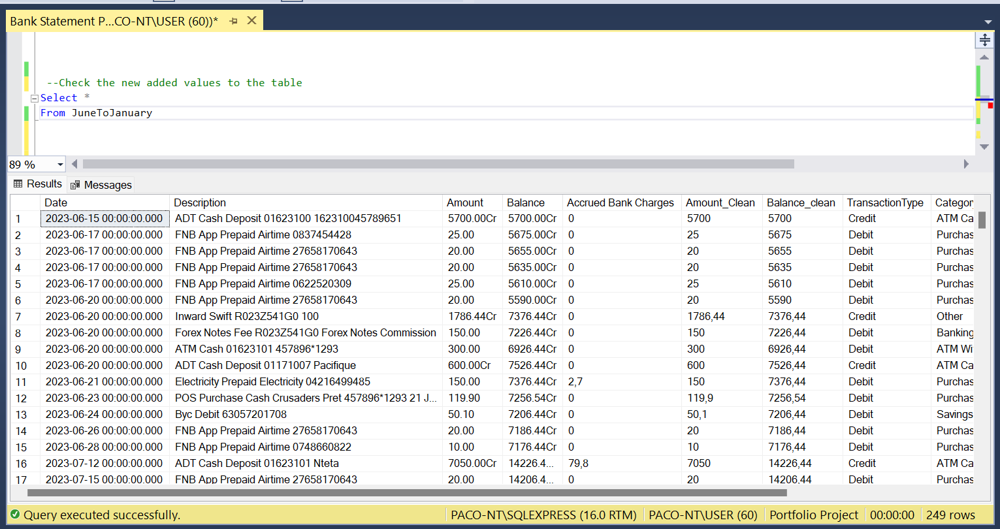 Bank Statement P...CO-NT\USER (60))*
--Check the new added values to the table
Select *
From JuneToJanuary
89 %
Results Messages
Date Description Amount Balance Accrued Bank Charges Amount_Clean Balance_clean TransactionType Category
1 2023-06-15 00:00:00.000 ADT Cash Deposit 01623100 162310045789651 5700.00Cr 5700.00Cr 0 5700 5700 Credit ATM Ca
2 2023-06-17 00:00:00.000 FNB App Prepaid Airtime 0837454428 25.00 5675.00Cr 0 25 5675 Debit Purchas
3 2023-06-17 00:00:00.000 FNB App Prepaid Airtime 27658170643 20.00 5655.00Cr 0 20 5655 Debit Purchas
4 2023-06-17 00:00:00.000 FNB App Prepaid Airtime 27658170643 20.00 5635.00Cr 0 20 5635 Debit Purchas
5 2023-06-17 00:00:00.000 FNB App Prepaid Airtime 0622520309 25.00 5610.00Cr 0 25 5610 Debit Purchas
6 2023-06-20 00:00:00.000 FNB App Prepaid Airtime 27658170643 20.00 5590.00Cr 0 20 5590 Debit Purchas
7 2023-06-20 00:00:00.000 Inward Swift R023Z541G0 100 1786.44Cr 7376.44Cr 0 1786,44 7376,44 Credit Other
8 2023-06-20 00:00:00.000 Forex Notes Fee R023Z541G0 Forex Notes Commission 150.00 7226.44Cr 0 150 7226,44 Debit Banking
9 2023-06-20 00:00:00.000 ATM Cash 01623101 457896*1293 300.00 6926.44Cr 0 300 6926,44 Debit ATM Wi
10 2023-06-20 00:00:00.000 ADT Cash Deposit 01171007 Pacifique 600.00Cr 7526.44Cr 0 600 7526,44 Credit ATM Ca
11 2023-06-21 00:00:00.000 Electricity Prepaid Electricity 04216499485 150.00 7376.44Cr 2,7 150 7376,44 Debit Purchas
12 2023-06-23 00:00:00.000 POS Purchase Cash Crusaders Pret 457896*1293 21 J... 119.90 7256.54Cr 0 119,9 7256,54 Debit Purchas
13 2023-06-24 00:00:00.000 Byc Debit 63057201708 50.10 7206.44Cr 0 50,1 7206,44 Debit Savings
14 2023-06-26 00:00:00.000 FNB App Prepaid Airtime 27658170643 20.00 7186.44Cr 0 20 7186,44 Debit Purchas
15 2023-06-28 00:00:00.000 FNB App Prepaid Airtime 0748660822 10.00 7176.44Cr 0 10 7176,44 Debit Purchas
16 2023-07-12 00:00:00.000 ADT Cash Deposit 01623101 Nteta 7050.00Cr 14226.4... 79,8 7050 14226,44 Credit ATM Ca
17 2023-07-15 00:00:00.000 FNB App Prepaid Airtime 27658170643 20.00 14206.4... 0 20 14206,44 Debit Purchas
Query executed successfully. PACO-NT\SQLEXPRESS (16.0 RTM) PACO-NT\USER (60) Portfolio Project 00:00:00 249 rows